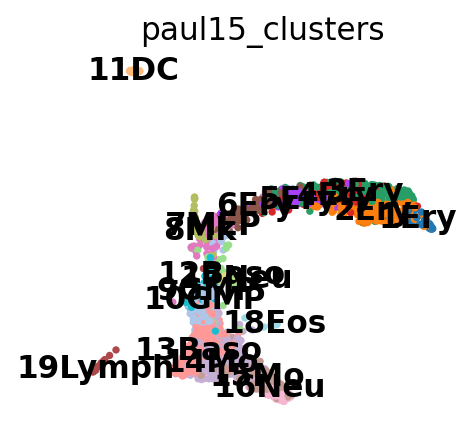 paul15_clusters
11DC
3Ery
4Ery
5Ery
6Ery
2Ery
1Ery
7MEP
8Mk
12Baso
17Neu
9GMP
10GMP
18Eos
13Baso
14Mo
19Lymph
15Mo
16Neu